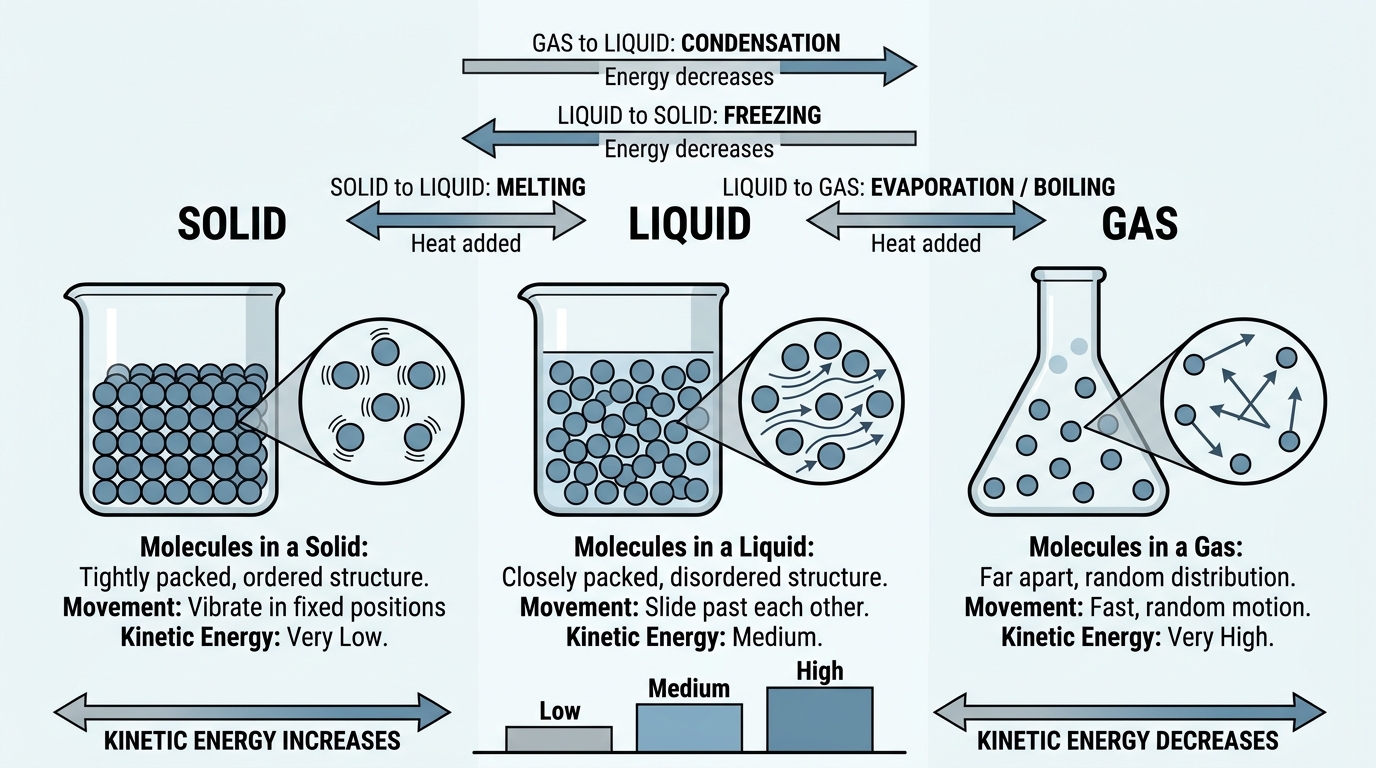 GAS to LIQUID: CONDENSATION
Energy decreases
LIQUID to SOLID: FREEZING
Energy decreases
SOLID to LIQUID: MELTING
Heat added
LIQUID to GAS: EVAPORATION / BOILING
Heat added
SOLID
LIQUID
GAS
Molecules in a Solid:
Tightly packed, ordered structure.
Movement: Vibrate in fixed positions
Kinetic Energy: Very Low.
Molecules in a Liquid:
Closely packed, disordered structure.
Movement: Slide past each other.
Kinetic Energy: Medium.
Molecules in a Gas:
Far apart, random distribution.
Movement: Fast, random motion.
Kinetic Energy: Very High.
KINETIC ENERGY INCREASES
Low
Medium
High
KINETIC ENERGY DECREASES